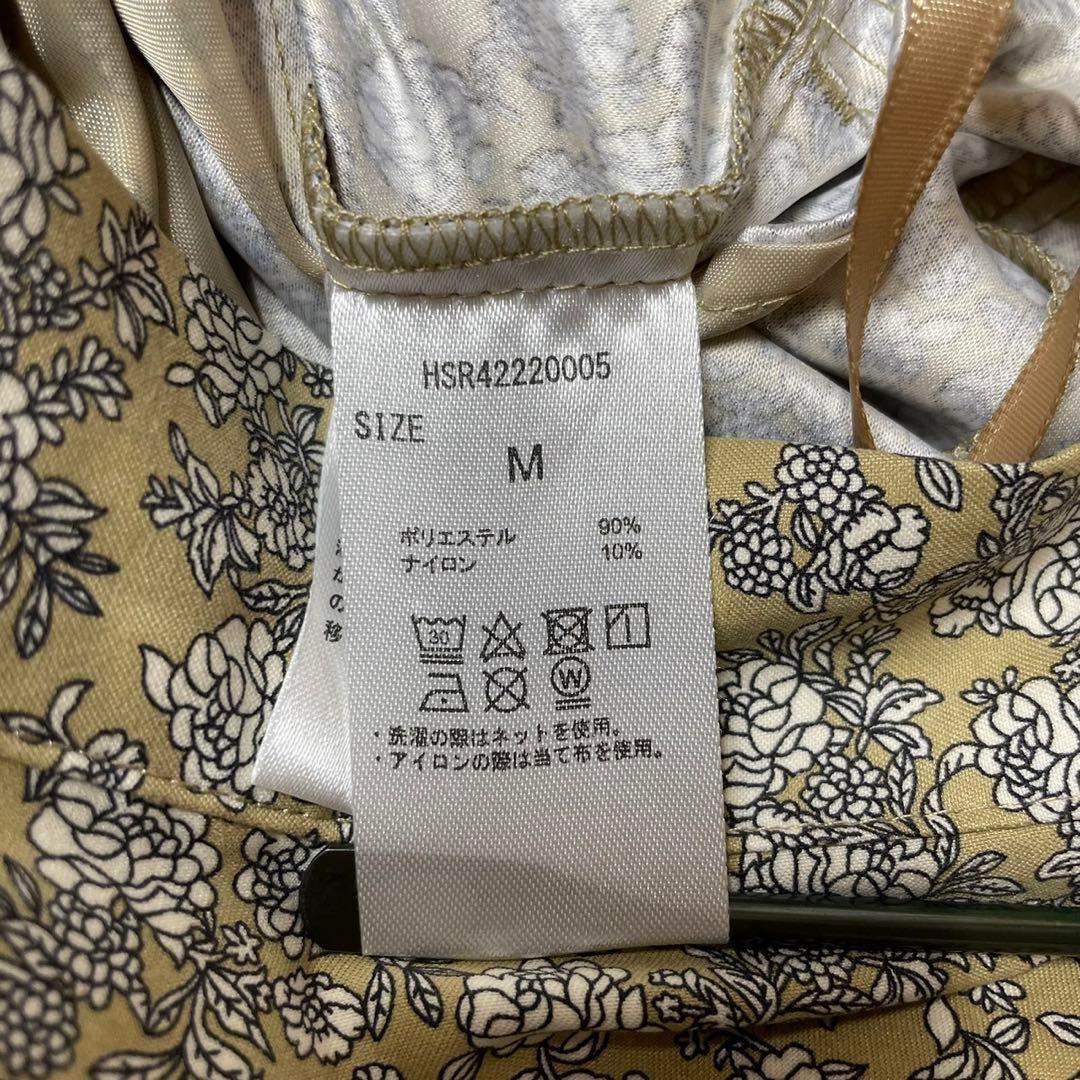 HSR42220005
SIZE
M
ポリエステル 90%
ナイロン 10%
30
W
・洗濯の際はネットを使用。
・アイロンの際は当て布を使用。
の
移